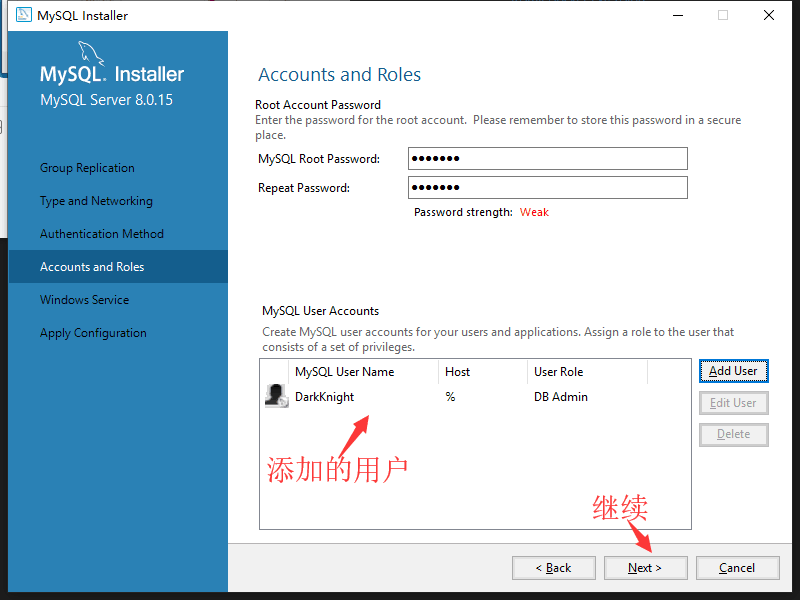 MySQL Installer
MySQL. Installer
MySQL Server 8.0.15
Group Replication
Type and Networking
Authentication Method
Accounts and Roles
Windows Service
Apply Configuration
Accounts and Roles
Root Account Password
Enter the password for the root account. Please remember to store this password in a secure
place.
MySQL Root Password: ●●●●●●●
Repeat Password: ●●●●●●●
Password strength: Weak
MySQL User Accounts
Create MySQL user accounts for your users and applications. Assign a role to the user that
consists of a set of privileges.
MySQL User Name Host User Role
DarkKnight % DB Admin
Add User
Edit User
Delete
添加的用户
继续
< Back Next > Cancel